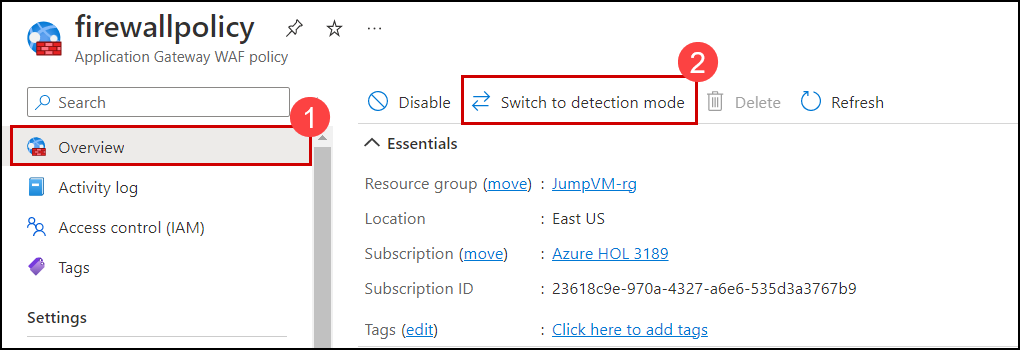 firewallpolicy
Application Gateway WAF policy
Search
1
Overview
Activity log
Access control (IAM)
Tags
Settings
2
Disable Switch to detection mode Delete Refresh
Essentials
Resource group (move) : JumpVM-rg
Location : East US
Subscription (move) : Azure HOL 3189
Subscription ID : 23618c9e-970a-4327-a6e6-535d3a3767b9
Tags (edit) : Click here to add tags